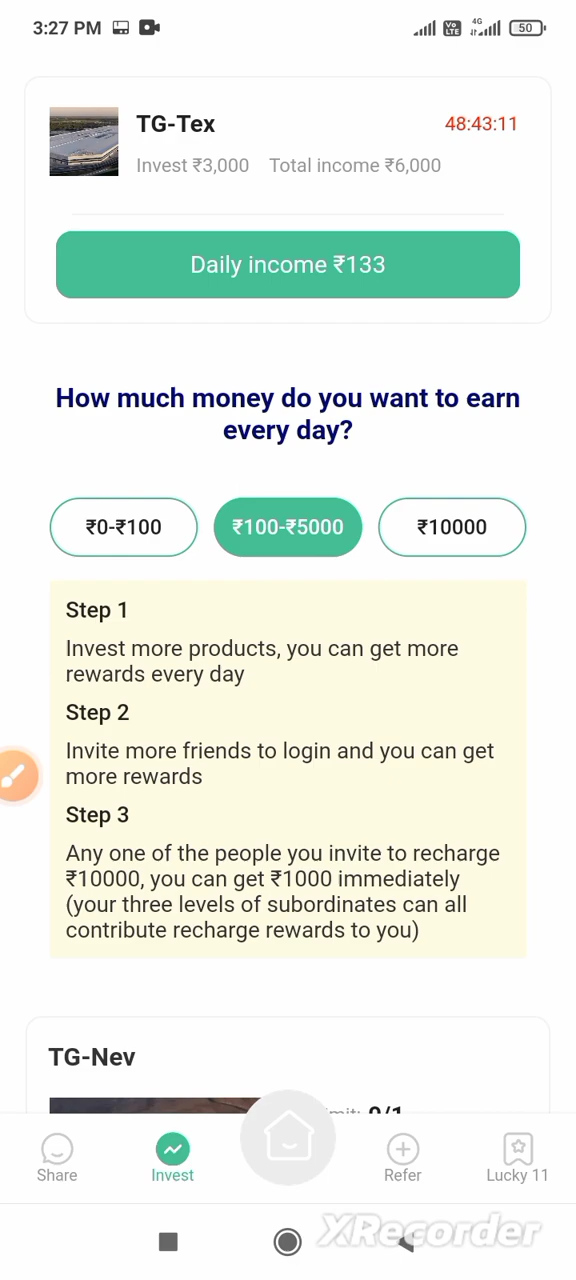 3:27 PM
Vo LTE
4G
50
TG-Tex
48:43:11
Invest ₹3,000 Total income ₹6,000
Daily income ₹133
How much money do you want to earn
every day?
₹0-₹100
₹100-₹5000
₹10000
Step 1
Invest more products, you can get more
rewards every day
Step 2
Invite more friends to login and you can get
more rewards
Step 3
Any one of the people you invite to recharge
₹10000, you can get ₹1000 immediately
(your three levels of subordinates can all
contribute recharge rewards to you)
TG-Nev
0/1
Share
Invest
Refer
Lucky 11
XRecorder